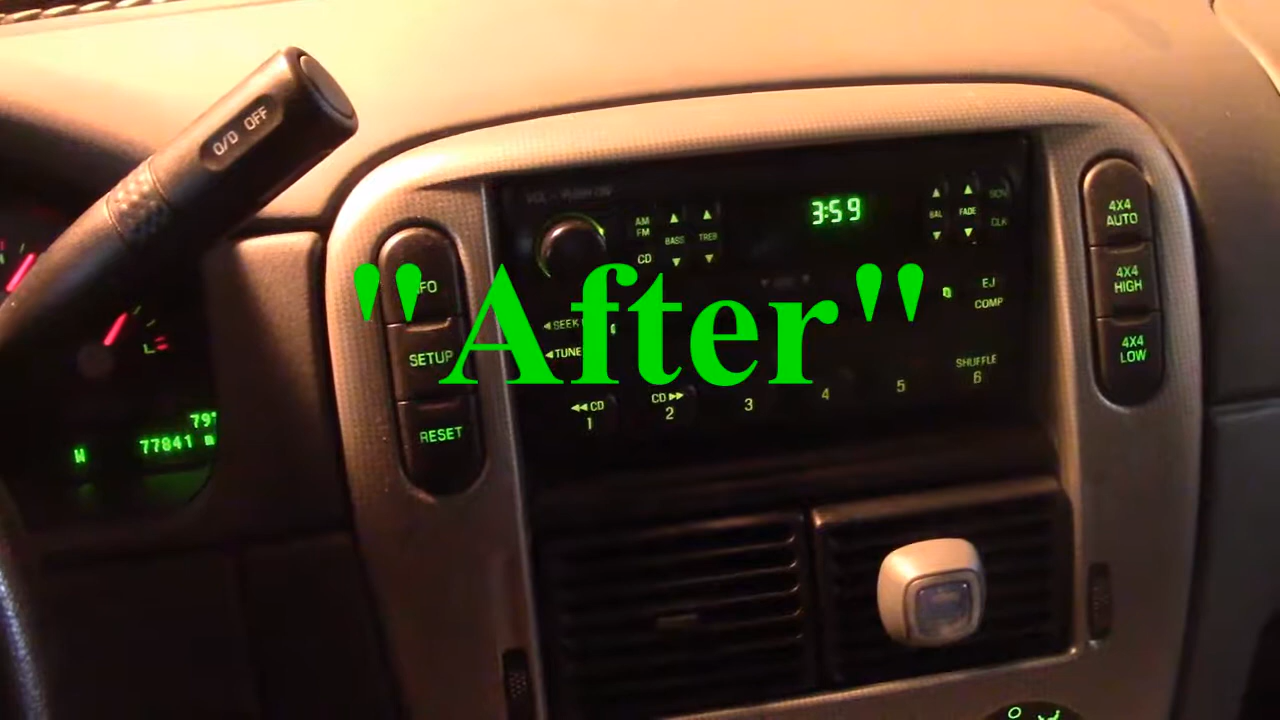 O/D OFF
3:59
AM
FM
BASS
TREB
BAL
FADE
CLK
CD
4X4
AUTO
4X4
HIGH
4X4
LOW
EJ
COMP
"After"
SETUP
RESET
SEEK
TUNE
CD
1
CD
2
3
4
5
SHUFFLE
6
79°
77841 m
W
L